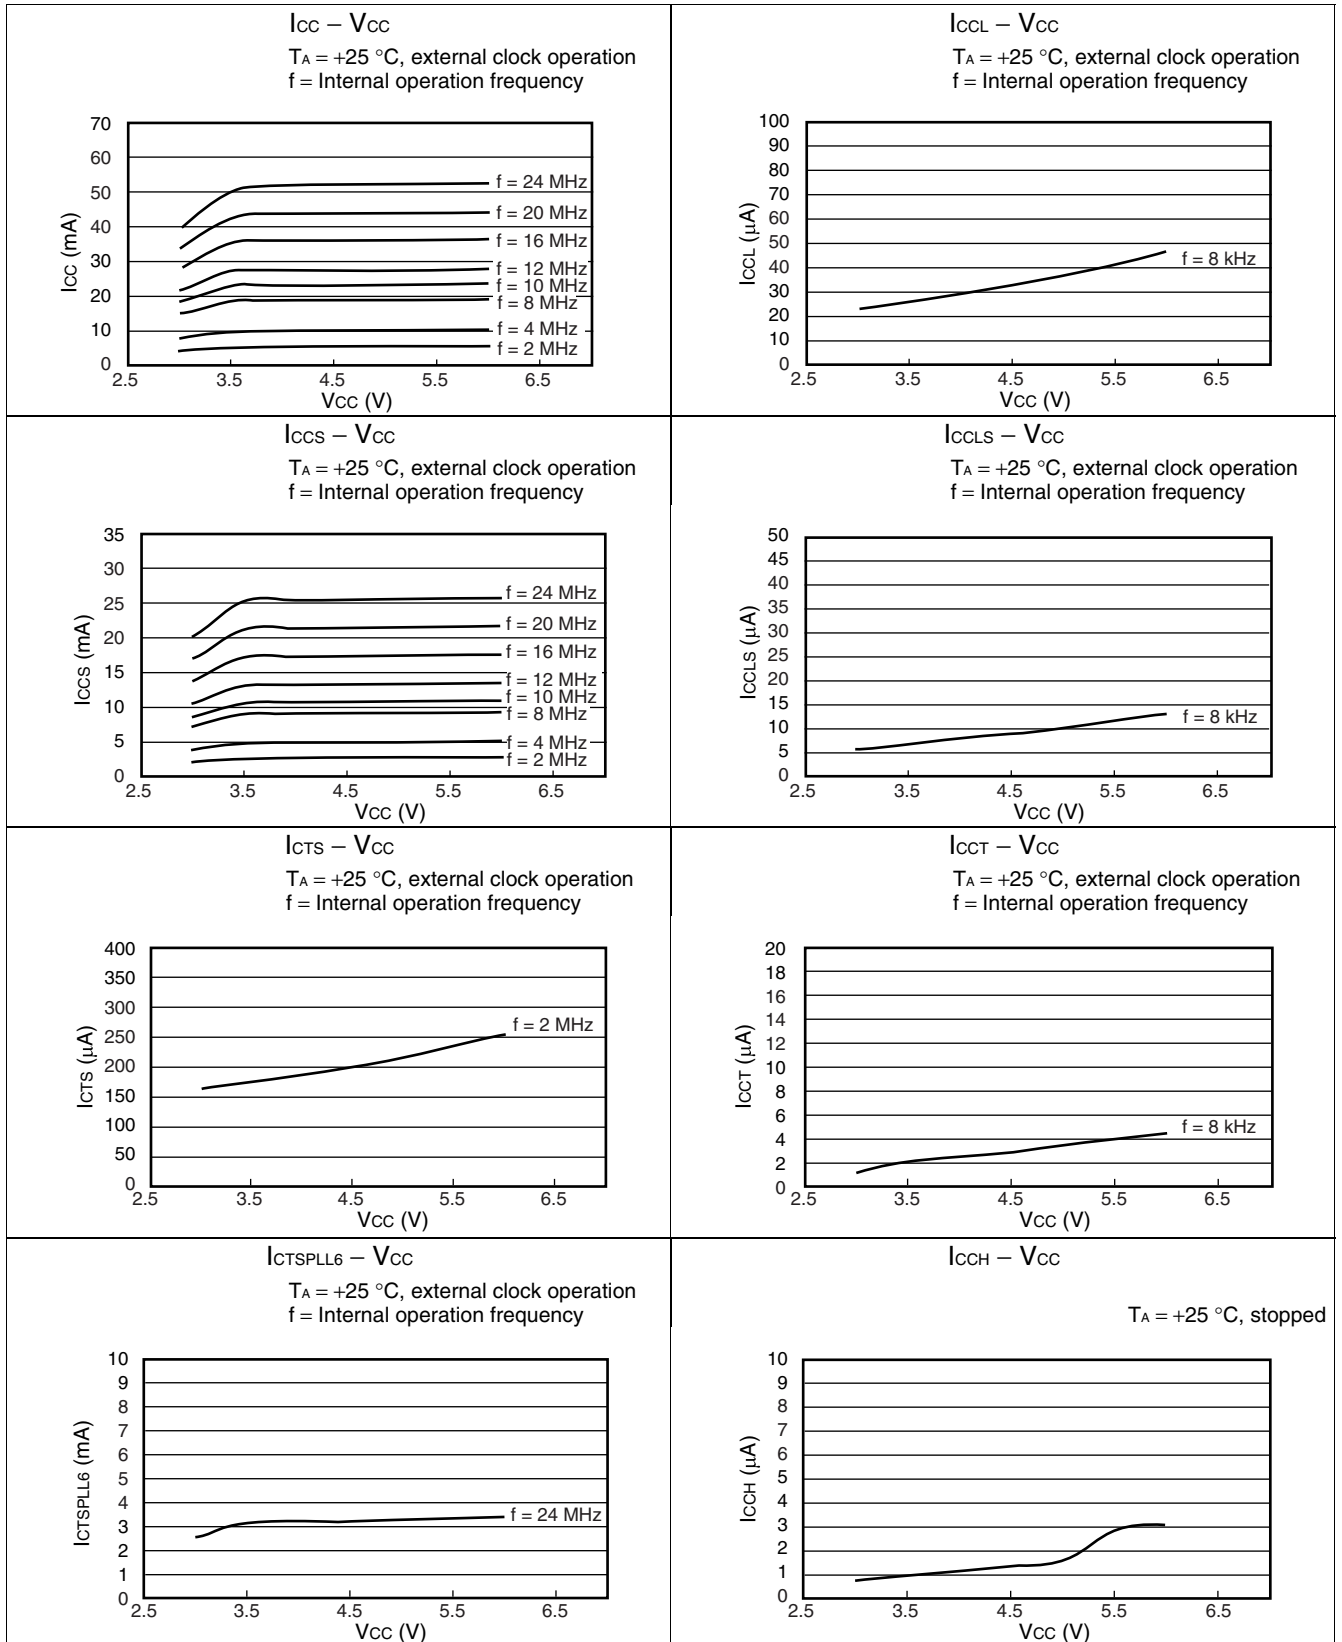 ICC – VCC
TA = +25 °C, external clock operation
f = Internal operation frequency
70
60
50
40
30
20
10
0
ICC (mA)
f = 24 MHz
f = 20 MHz
f = 16 MHz
f = 12 MHz
f = 10 MHz
f = 8 MHz
f = 4 MHz
f = 2 MHz
2.5 3.5 4.5 5.5 6.5
VCC (V)
ICCL – VCC
TA = +25 °C, external clock operation
f = Internal operation frequency
100
90
80
70
60
50
40
30
20
10
0
ICCL (µA)
f = 8 kHz
2.5 3.5 4.5 5.5 6.5
VCC (V)
ICCS – VCC
TA = +25 °C, external clock operation
f = Internal operation frequency
35
30
25
20
15
10
5
0
ICCS (mA)
f = 24 MHz
f = 20 MHz
f = 16 MHz
f = 12 MHz
f = 10 MHz
f = 8 MHz
f = 4 MHz
f = 2 MHz
2.5 3.5 4.5 5.5 6.5
VCC (V)
ICCLS – VCC
TA = +25 °C, external clock operation
f = Internal operation frequency
50
45
40
35
30
25
20
15
10
5
0
ICCLS (µA)
f = 8 kHz
2.5 3.5 4.5 5.5 6.5
VCC (V)
ICTS – VCC
TA = +25 °C, external clock operation
f = Internal operation frequency
400
350
300
250
200
150
100
50
0
ICTS (µA)
f = 2 MHz
2.5 3.5 4.5 5.5 6.5
VCC (V)
ICCT – VCC
TA = +25 °C, external clock operation
f = Internal operation frequency
20
18
16
14
12
10
8
6
4
2
0
ICCT (µA)
f = 8 kHz
2.5 3.5 4.5 5.5 6.5
VCC (V)
ICTSPLL6 – VCC
TA = +25 °C, external clock operation
f = Internal operation frequency
10
9
8
7
6
5
4
3
2
1
0
ICTSPLL6 (mA)
f = 24 MHz
2.5 3.5 4.5 5.5 6.5
VCC (V)
ICCH – VCC
TA = +25 °C, stopped
10
9
8
7
6
5
4
3
2
1
0
ICCH (µA)
2.5 3.5 4.5 5.5 6.5
VCC (V)